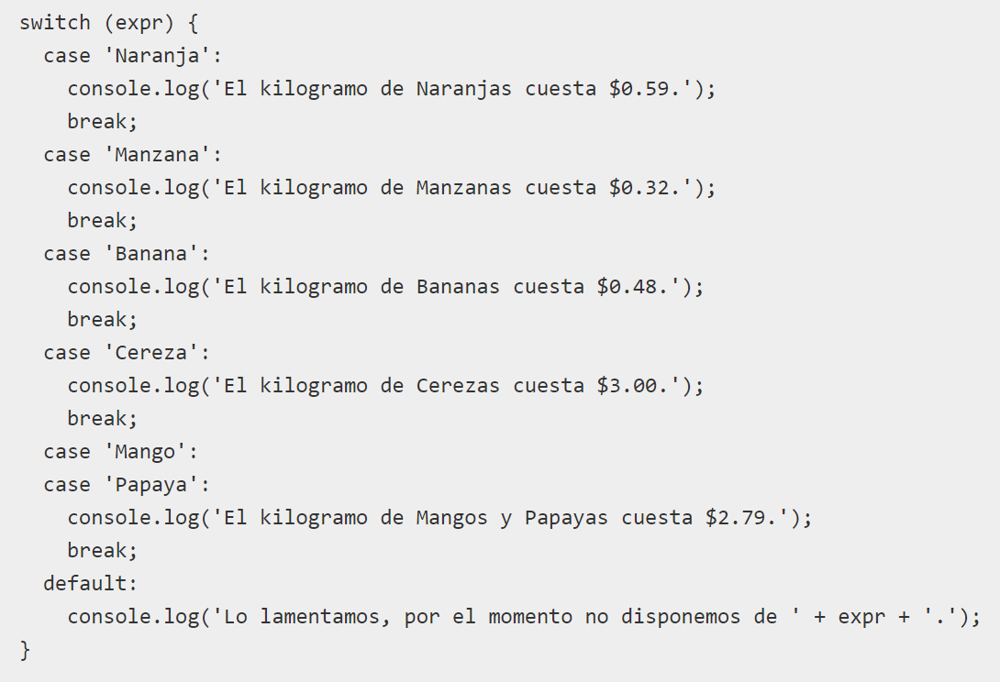 switch (expr) {
  case 'Naranja':
    console.log('El kilogramo de Naranjas cuesta $0.59.');
    break;
  case 'Manzana':
    console.log('El kilogramo de Manzanas cuesta $0.32.');
    break;
  case 'Banana':
    console.log('El kilogramo de Bananas cuesta $0.48.');
    break;
  case 'Cereza':
    console.log('El kilogramo de Cerezas cuesta $3.00.');
    break;
  case 'Mango':
  case 'Papaya':
    console.log('El kilogramo de Mangos y Papayas cuesta $2.79.');
    break;
  default:
    console.log('Lo lamentamos, por el momento no disponemos de ' + expr + '.');
}